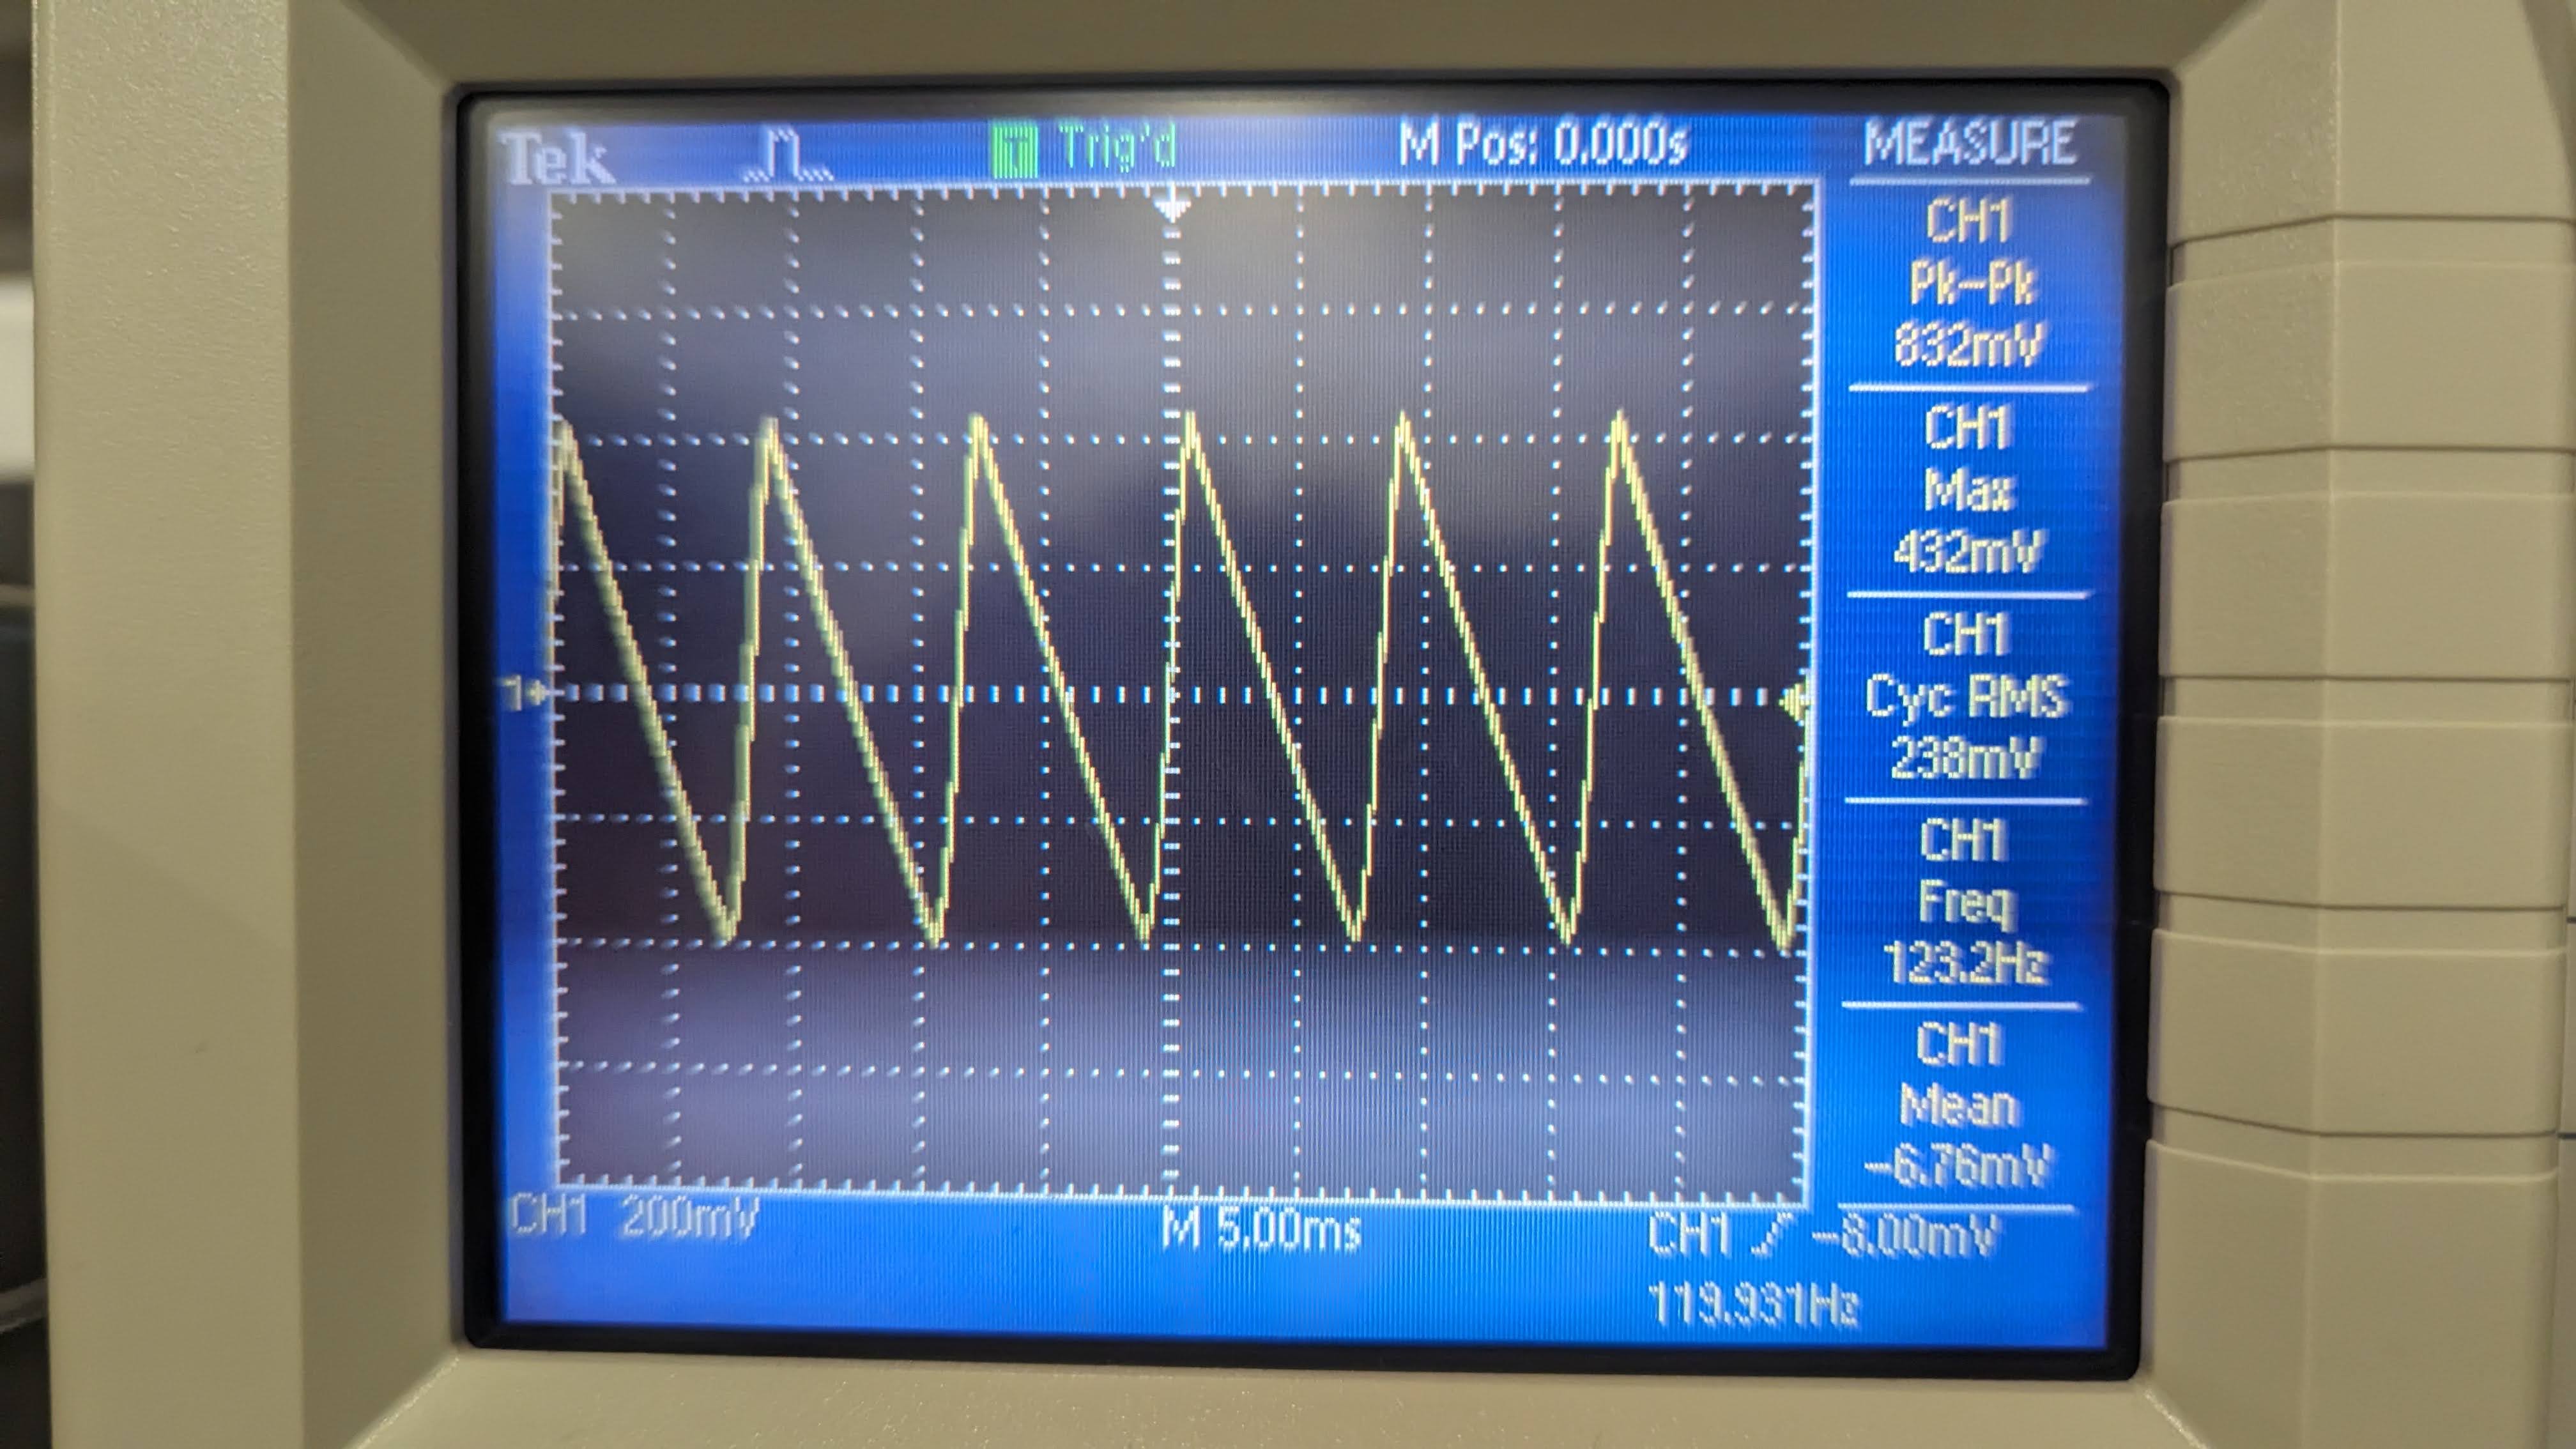 Tek T Trig'd M Pos: 0.000s MEASURE
CH1
Pk-Pk
832mV
CH1
Max
432mV
CH1
Cyc RMS
238mV
CH1
Freq
123.2Hz
CH1
Mean
-6.76mV
1
CH1 200mV M 5.00ms CH1 -8.00mV
119.931Hz